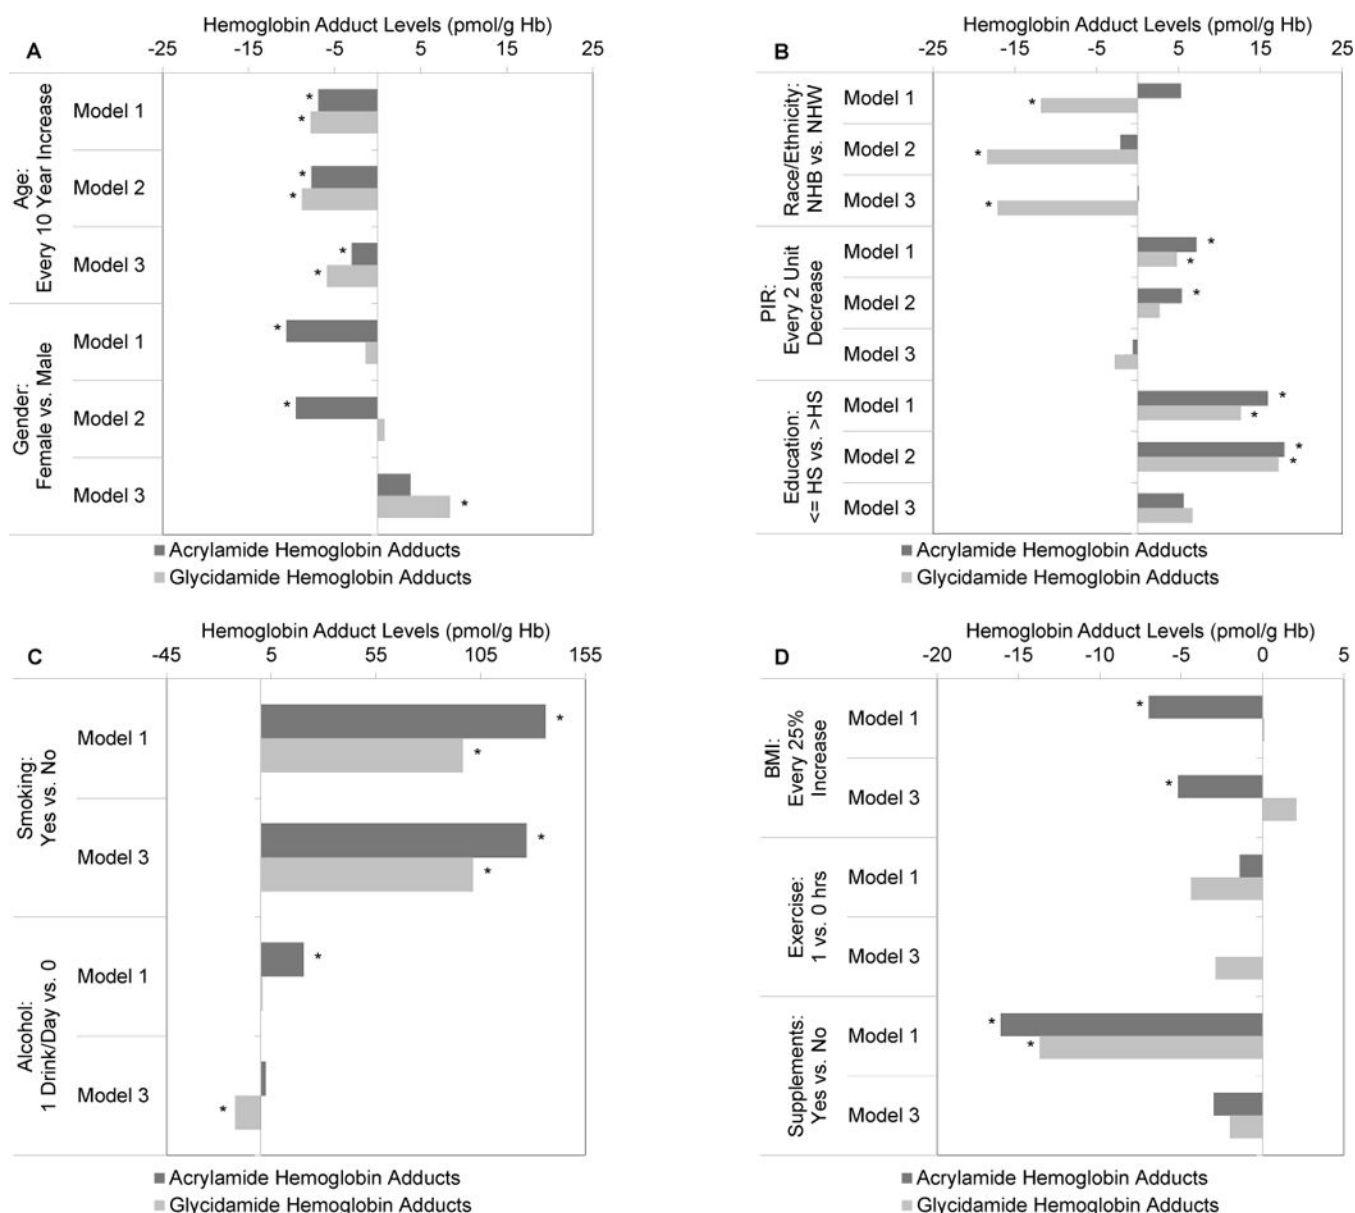 Hemoglobin Adduct Levels (pmol/g Hb)
A
-25 -15 -5 5 15 25
Age:
Every 10 Year Increase
Model 1
*
*
Model 2
*
*
Model 3
*
*
Gender:
Female vs. Male
Model 1
*
Model 2
*
Model 3
*
Acrylamide Hemoglobin Adducts
Glycidamide Hemoglobin Adducts
Hemoglobin Adduct Levels (pmol/g Hb)
B
-25 -15 -5 5 15 25
Race/Ethnicity:
NHB vs. NHW
Model 1
*
Model 2
*
Model 3
*
PIR:
Every 2 Unit
Decrease
Model 1
*
*
Model 2
*
Model 3
Education:
<= HS vs. >HS
Model 1
*
*
Model 2
*
*
Model 3
Acrylamide Hemoglobin Adducts
Glycidamide Hemoglobin Adducts
Hemoglobin Adduct Levels (pmol/g Hb)
C
-45 5 55 105 155
Smoking:
Yes vs. No
Model 1
*
*
Model 3
*
*
Alcohol:
1 Drink/Day vs. 0
Model 1
*
Model 3
*
Acrylamide Hemoglobin Adducts
Glycidamide Hemoglobin Adducts
Hemoglobin Adduct Levels (pmol/g Hb)
D
-20 -15 -10 -5 0 5
BMI:
Every 25%
Increase
Model 1
*
Model 3
*
Exercise:
1 vs. 0 hrs
Model 1
Model 3
Supplements:
Yes vs. No
Model 1
*
*
Model 3
Acrylamide Hemoglobin Adducts
Glycidamide Hemoglobin Adducts